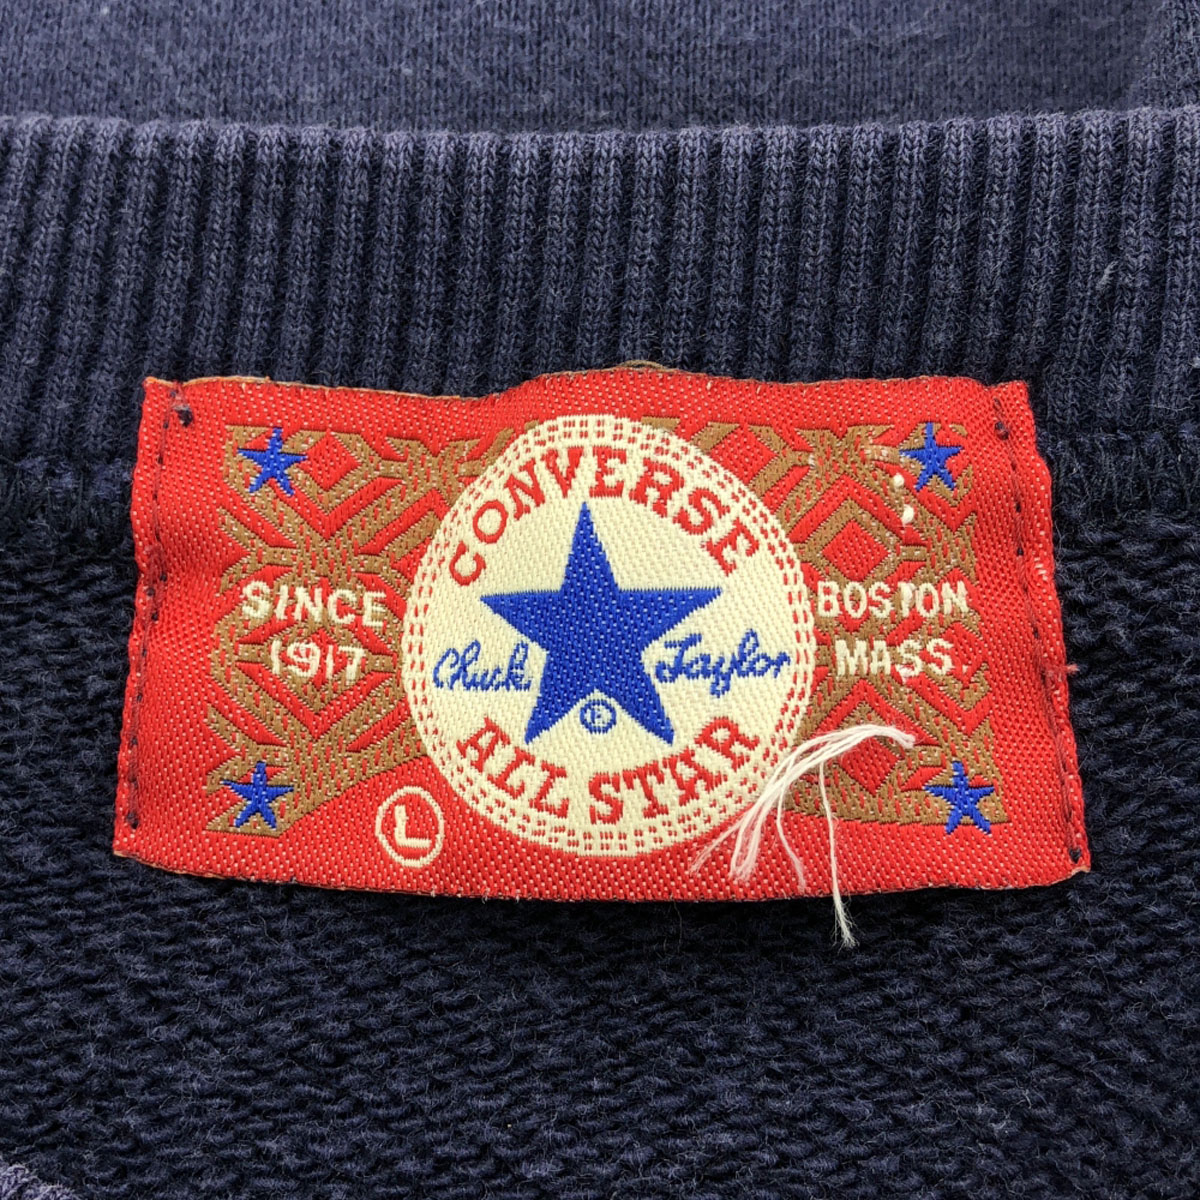 CONVERSE
SINCE
1917
Chuck Taylor
BOSTON
MASS.
ALL STAR
L